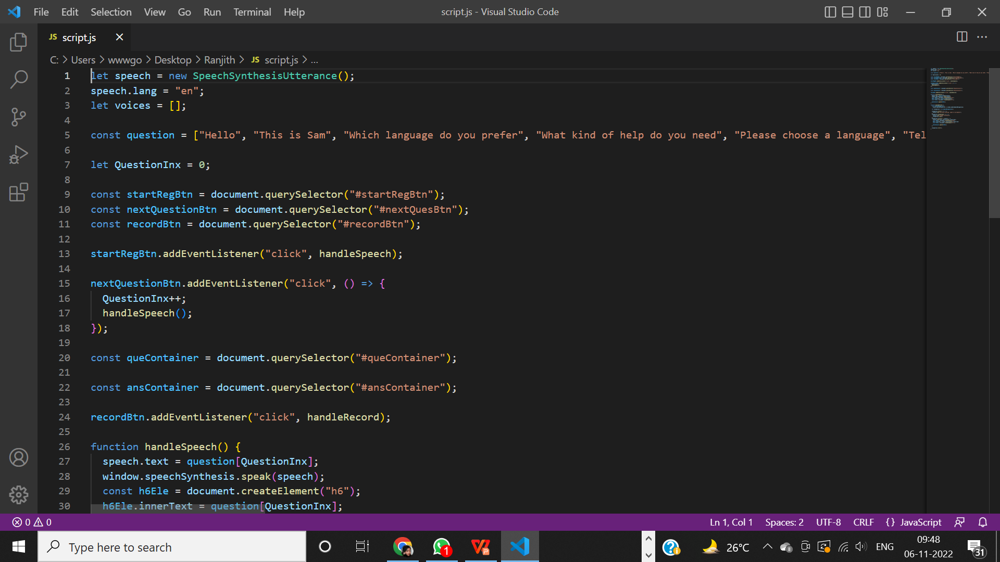 File Edit Selection View Go Run Terminal Help script.js - Visual Studio Code
JS script.js
C: > Users > wwwgo > Desktop > Ranjith > JS script.js > ...
1 let speech = new SpeechSynthesisUtterance();
2 speech.lang = "en";
3 let voices = [];
4
5 const question = ["Hello", "This is Sam", "Which language do you prefer", "What kind of help do you need", "Please choose a language", "Tel
6
7 let QuestionInx = 0;
8
9 const startRegBtn = document.querySelector("#startRegBtn");
10 const nextQuestionBtn = document.querySelector("#nextQuesBtn");
11 const recordBtn = document.querySelector("#recordBtn");
12
13 startRegBtn.addEventListener("click", handleSpeech);
14
15 nextQuestionBtn.addEventListener("click", () => {
16 QuestionInx++;
17 handleSpeech();
18 });
19
20 const queContainer = document.querySelector("#queContainer");
21
22 const ansContainer = document.querySelector("#ansContainer");
23
24 recordBtn.addEventListener("click", handleRecord);
25
26 function handleSpeech() {
27 speech.text = question[QuestionInx];
28 window.speechSynthesis.speak(speech);
29 const h6Ele = document.createElement("h6");
30 h6Ele.innerText = question[QuestionInx];
0 0 Ln 1, Col 1 Spaces: 2 UTF-8 CRLF {} JavaScript
Type here to search 1 26°C ENG 09:48
06-11-2022 31